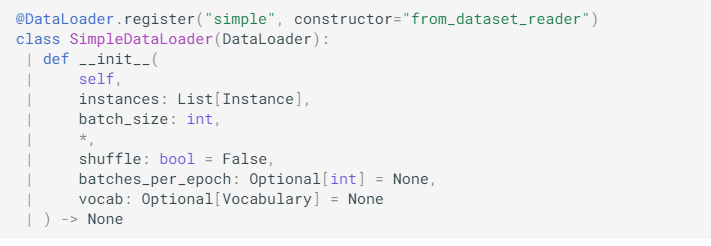 @DataLoader.register("simple", constructor="from_dataset_reader")
class SimpleDataLoader(DataLoader):
 | def __init__(
 |     self,
 |     instances: List[Instance],
 |     batch_size: int,
 |     *,
 |     shuffle: bool = False,
 |     batches_per_epoch: Optional[int] = None,
 |     vocab: Optional[Vocabulary] = None
 | ) -> None